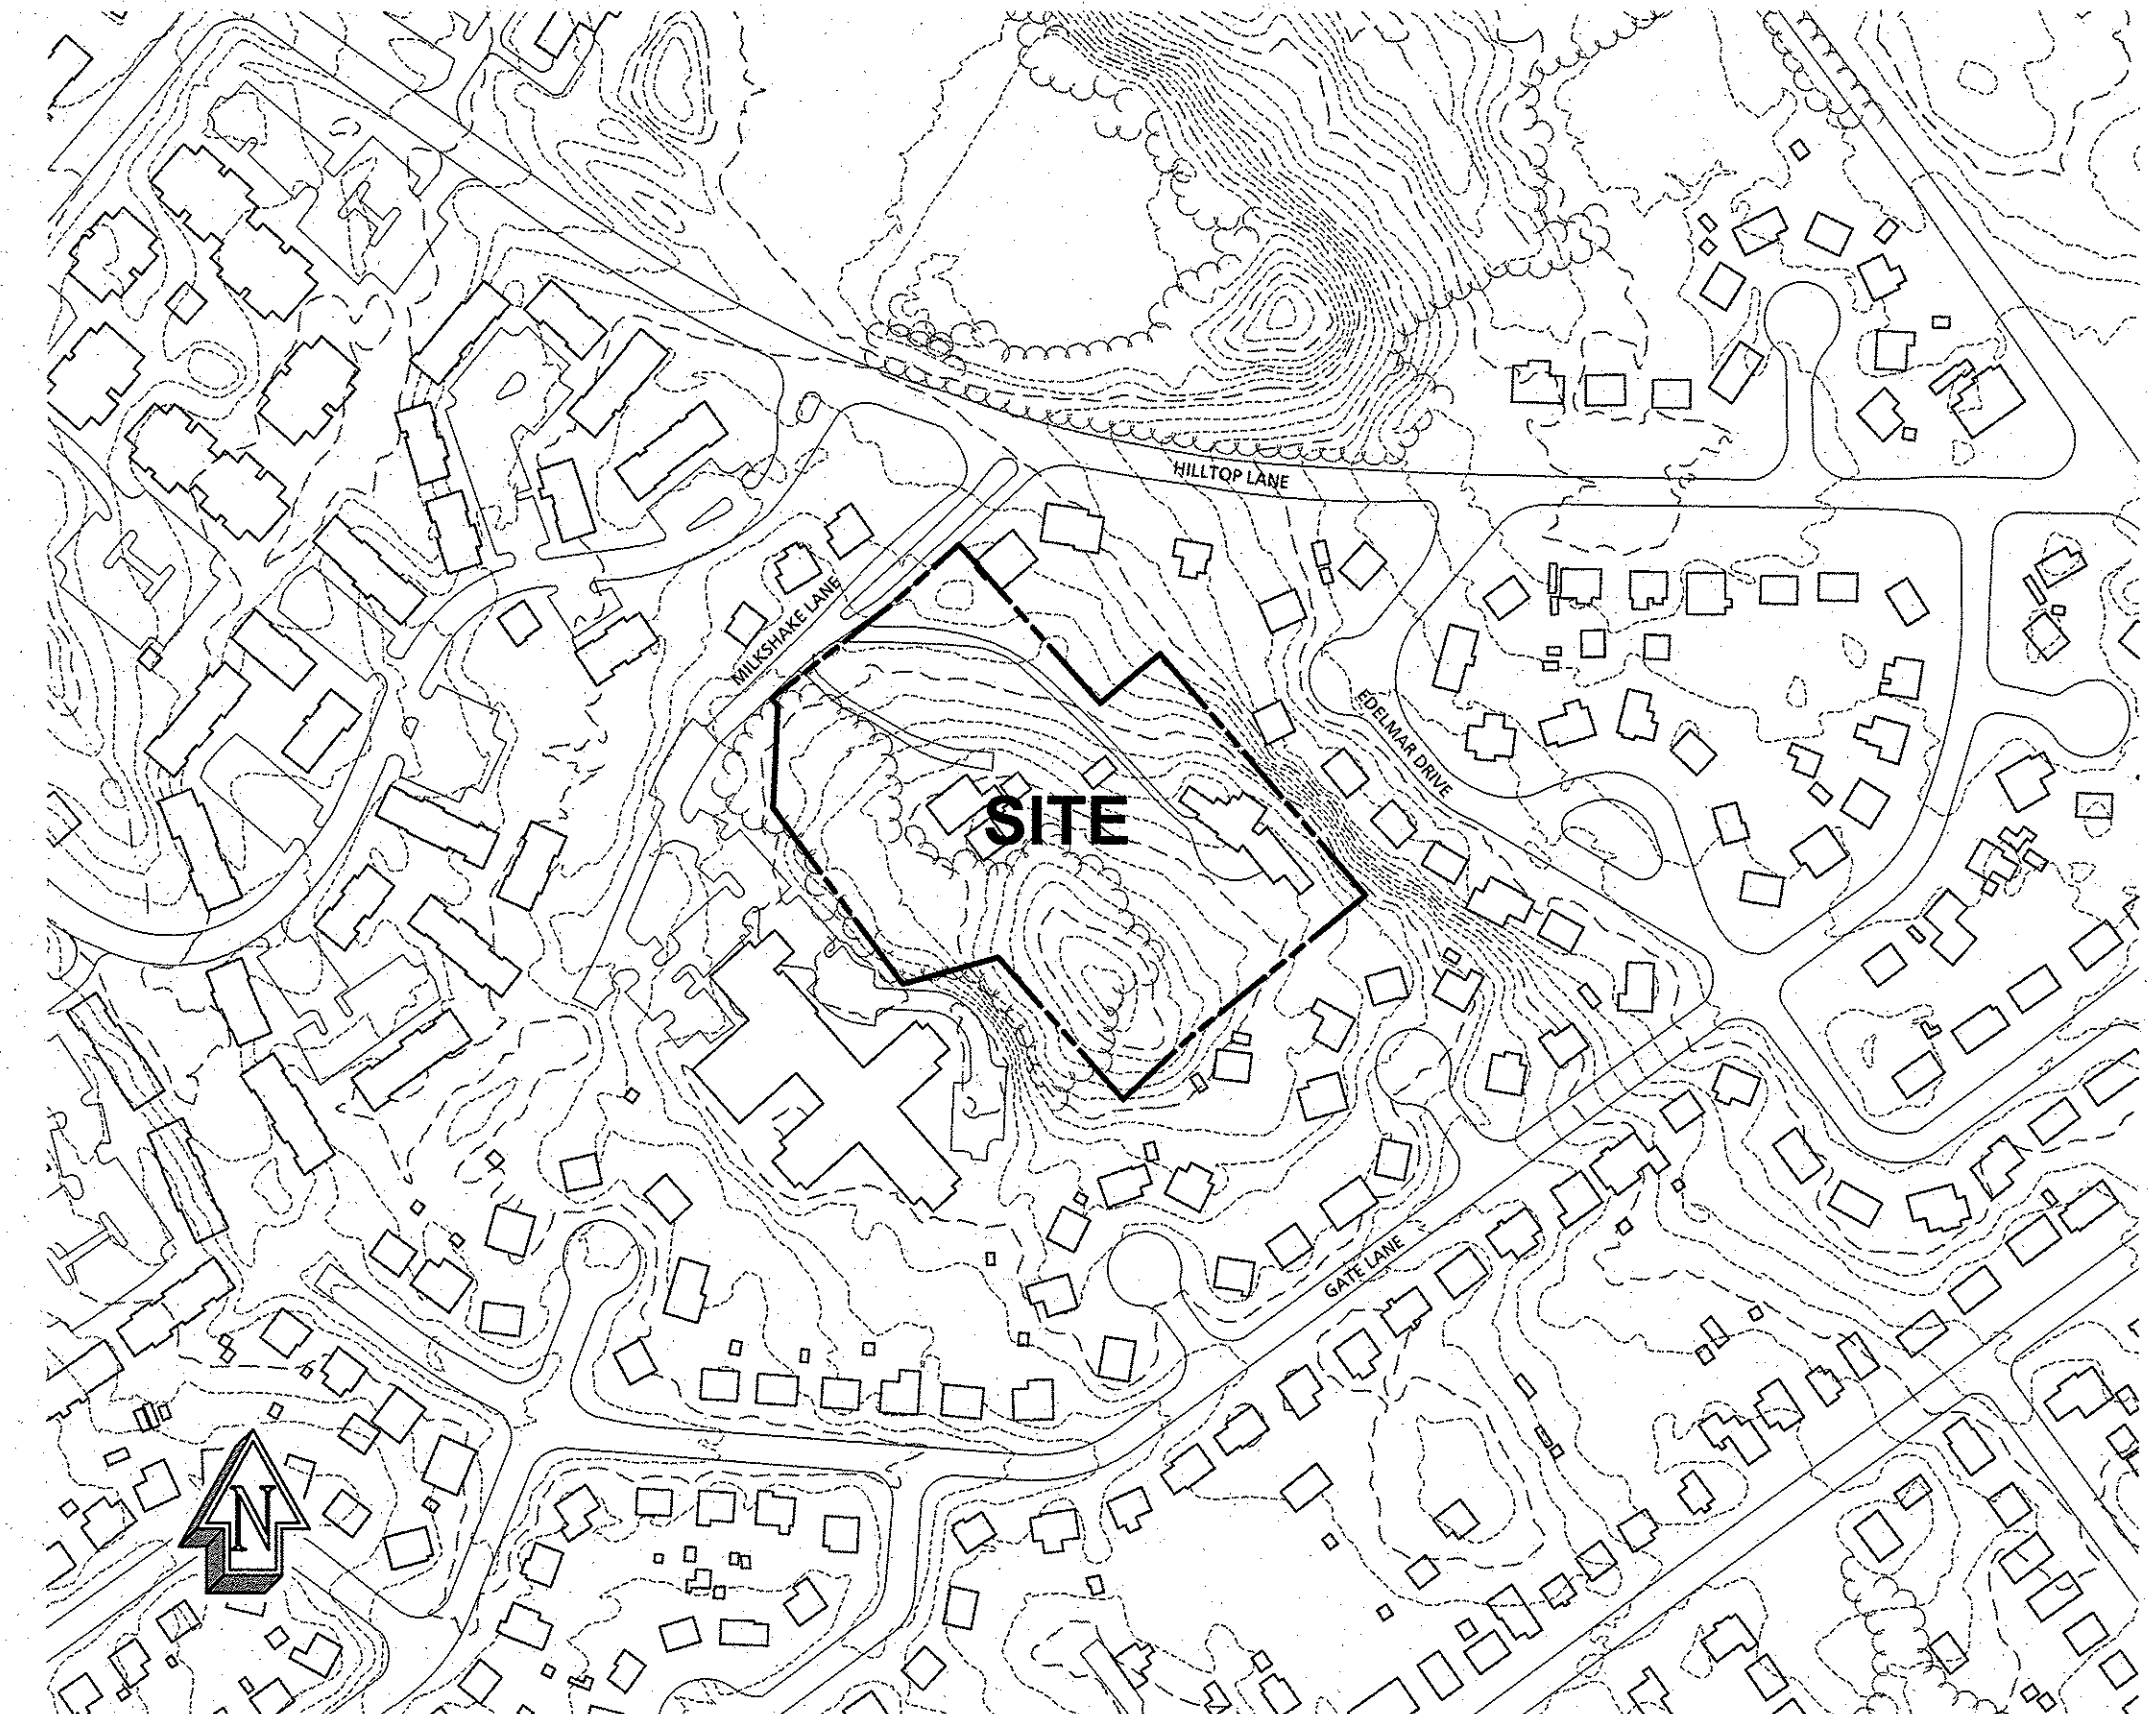 HILLTOP LANE
MILKSHAKE LANE
EDELMAR DRIVE
SITE
GATE LANE
N